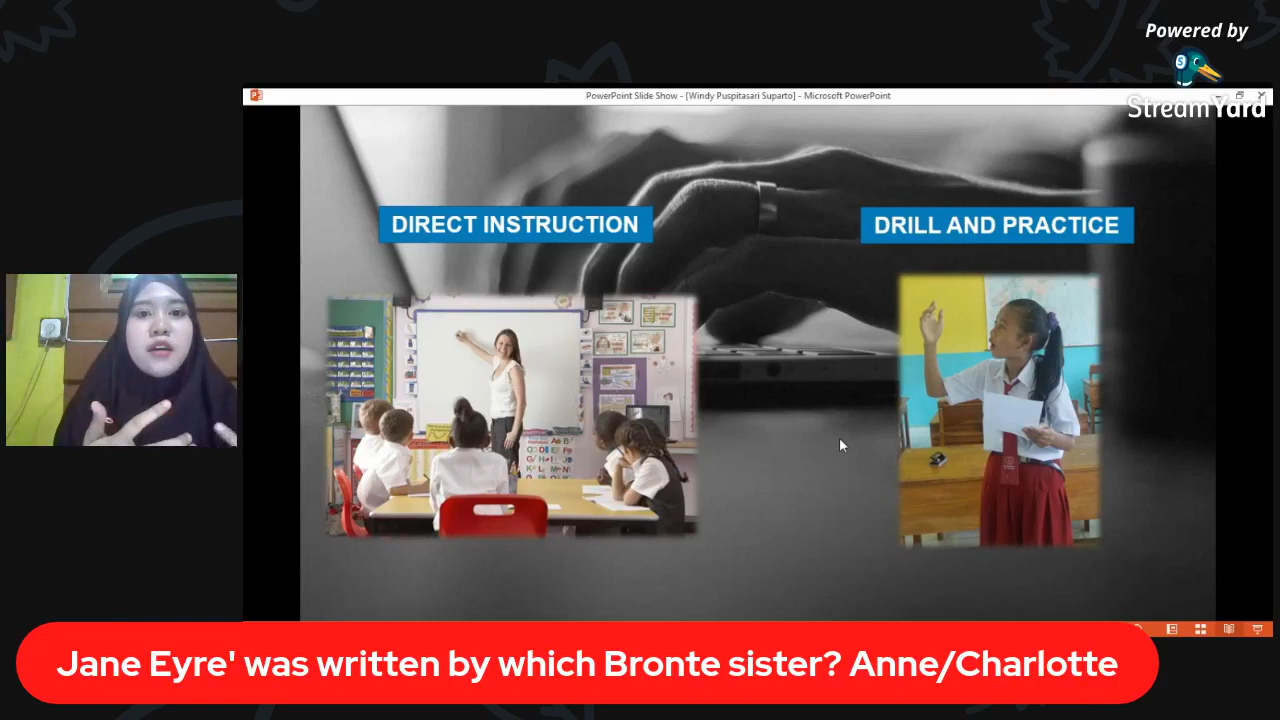 Powered by
StreamYard
PowerPoint Slide Show - [Windy Puspitasari Suparto] - Microsoft PowerPoint
DIRECT INSTRUCTION
DRILL AND PRACTICE
Jane Eyre' was written by which Bronte sister? Anne/Charlotte